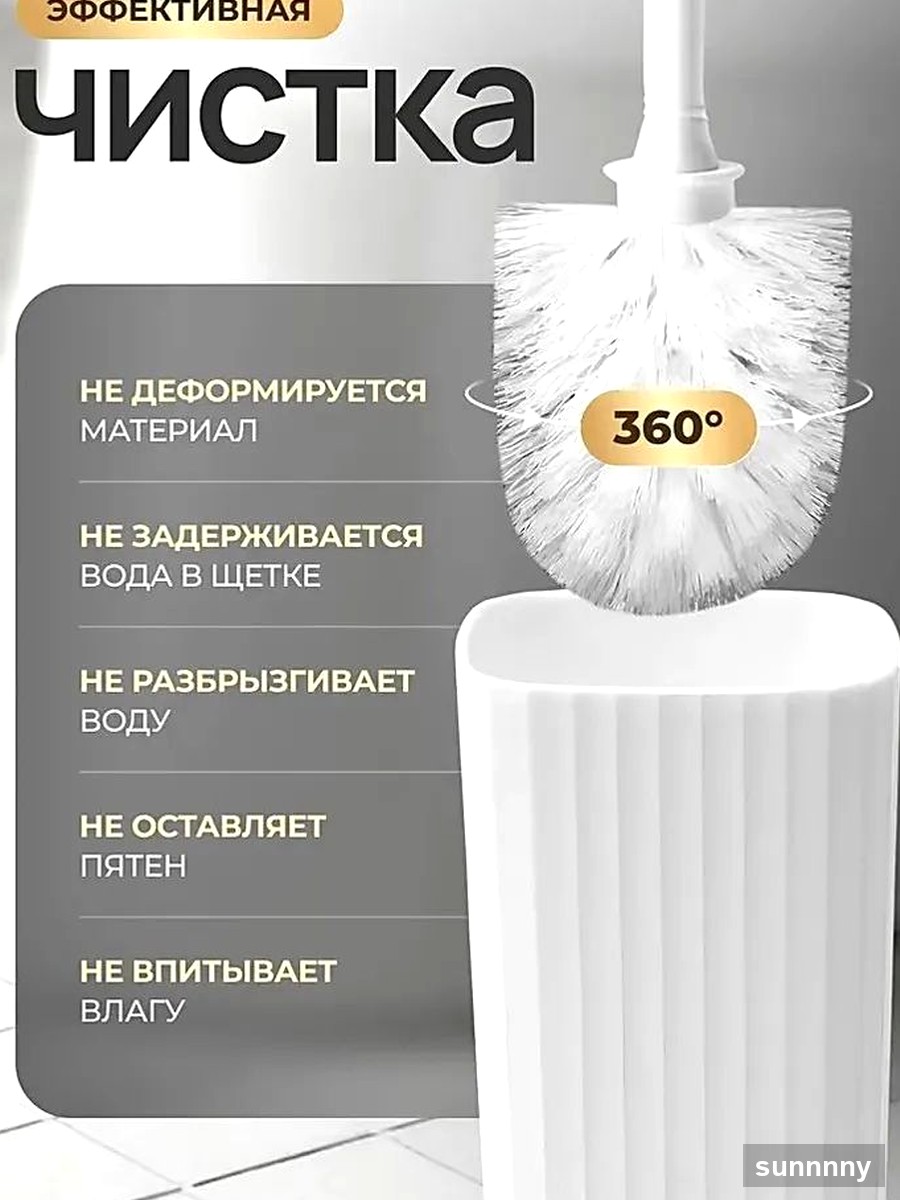 ЭФФЕКТИВНАЯ
чистка
НЕ ДЕФОРМИРУЕТСЯ
МАТЕРИАЛ
360°
НЕ ЗАДЕРЖИВАЕТСЯ
ВОДА В ЩЕТКЕ
НЕ РАЗБРЫЗГИВАЕТ
ВОДУ
НЕ ОСТАВЛЯЕТ
ПЯТЕН
НЕ ВПИТЫВАЕТ
ВЛАГУ
sunnnny